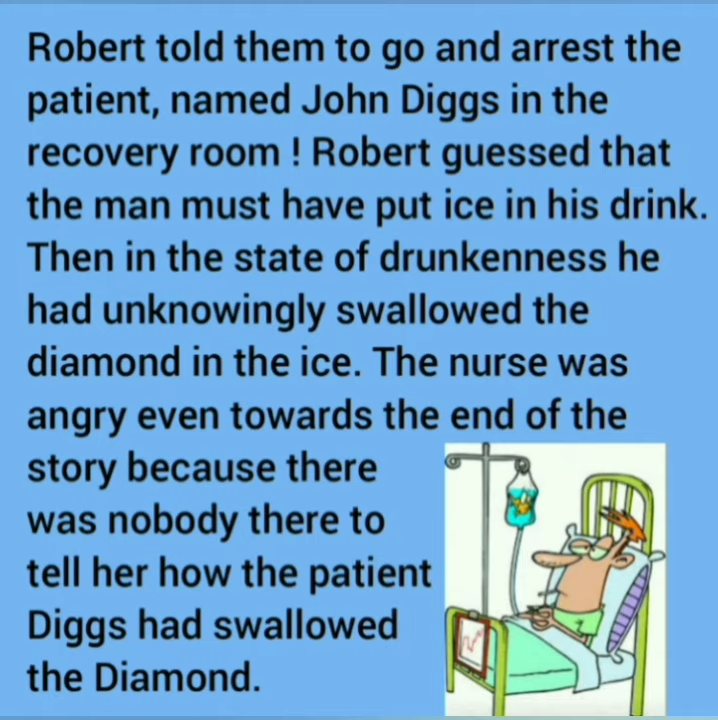 Robert told them to go and arrest the
patient, named John Diggs in the
recovery room ! Robert guessed that
the man must have put ice in his drink.
Then in the state of drunkenness he
had unknowingly swallowed the
diamond in the ice. The nurse was
angry even towards the end of the
story because there
was nobody there to
tell her how the patient
Diggs had swallowed
the Diamond.